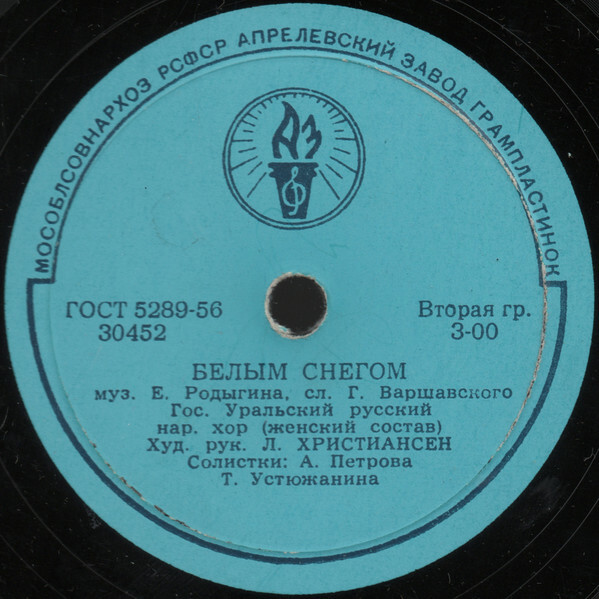 МОСОБЛСОВНАРХОЗ РСФСР АПРЕЛЕВСКИЙ ЗАВОД ГРАМПЛАСТИНОК
АЗ
ГОСТ 5289-56
30452
Вторая гр.
3-00
БЕЛЫМ СНЕГОМ
муз. Е. Родыгина, сл. Г. Варшавского
Гос. Уральский русский
нар. хор (женский состав)
Худ. рук. Л. ХРИСТИАНСЕН
Солистки: А. Петрова
Т. Устюжанина